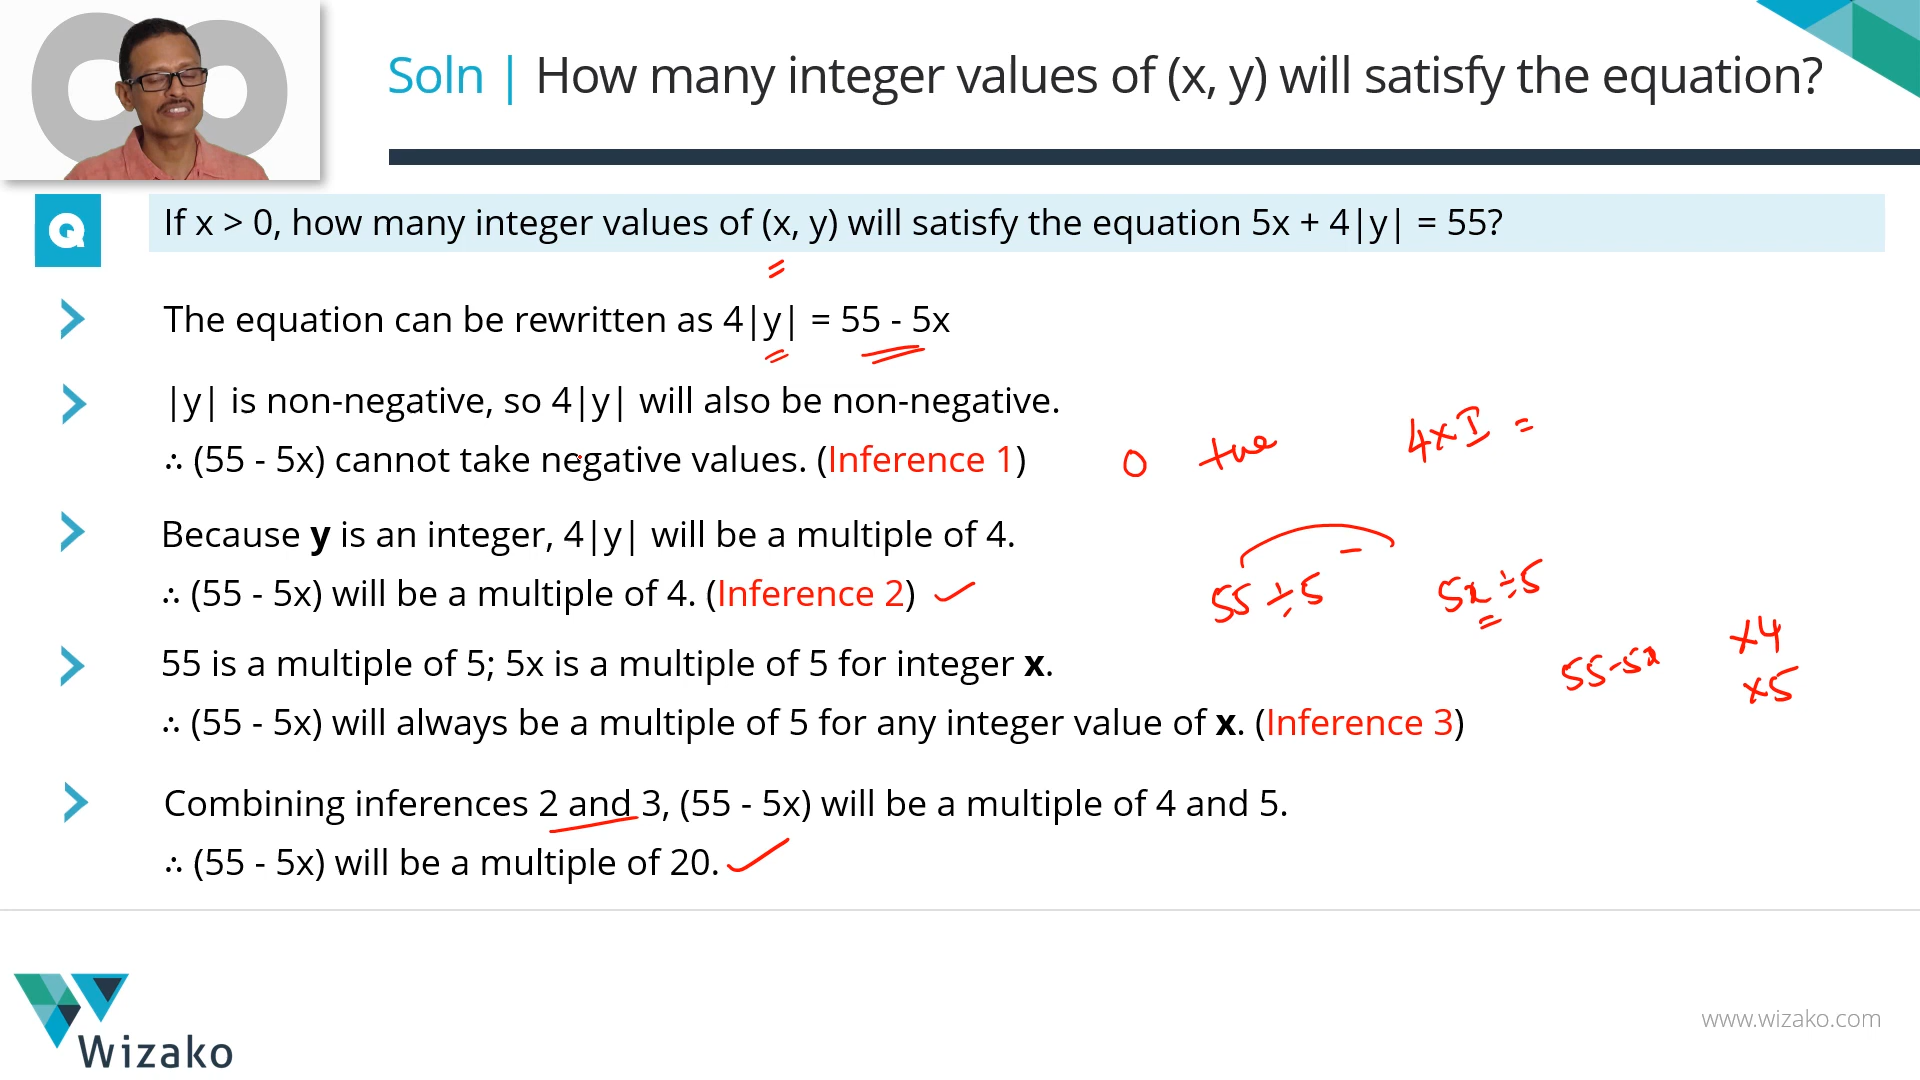 Soln | How many integer values of (x, y) will satisfy the equation?
Q If x > 0, how many integer values of (x, y) will satisfy the equation 5x + 4|y| = 55?
The equation can be rewritten as 4|y| = 55 - 5x
|y| is non-negative, so 4|y| will also be non-negative.
∴ (55 - 5x) cannot take negative values. (Inference 1)
0 +ve 4×I =
Because y is an integer, 4|y| will be a multiple of 4.
∴ (55 - 5x) will be a multiple of 4. (Inference 2)
55 ÷ 5 - 5x ÷ 5
55 is a multiple of 5; 5x is a multiple of 5 for integer x.
55-5x ×4
×5
∴ (55 - 5x) will always be a multiple of 5 for any integer value of x. (Inference 3)
Combining inferences 2 and 3, (55 - 5x) will be a multiple of 4 and 5.
∴ (55 - 5x) will be a multiple of 20.
Wizako
www.wizako.com